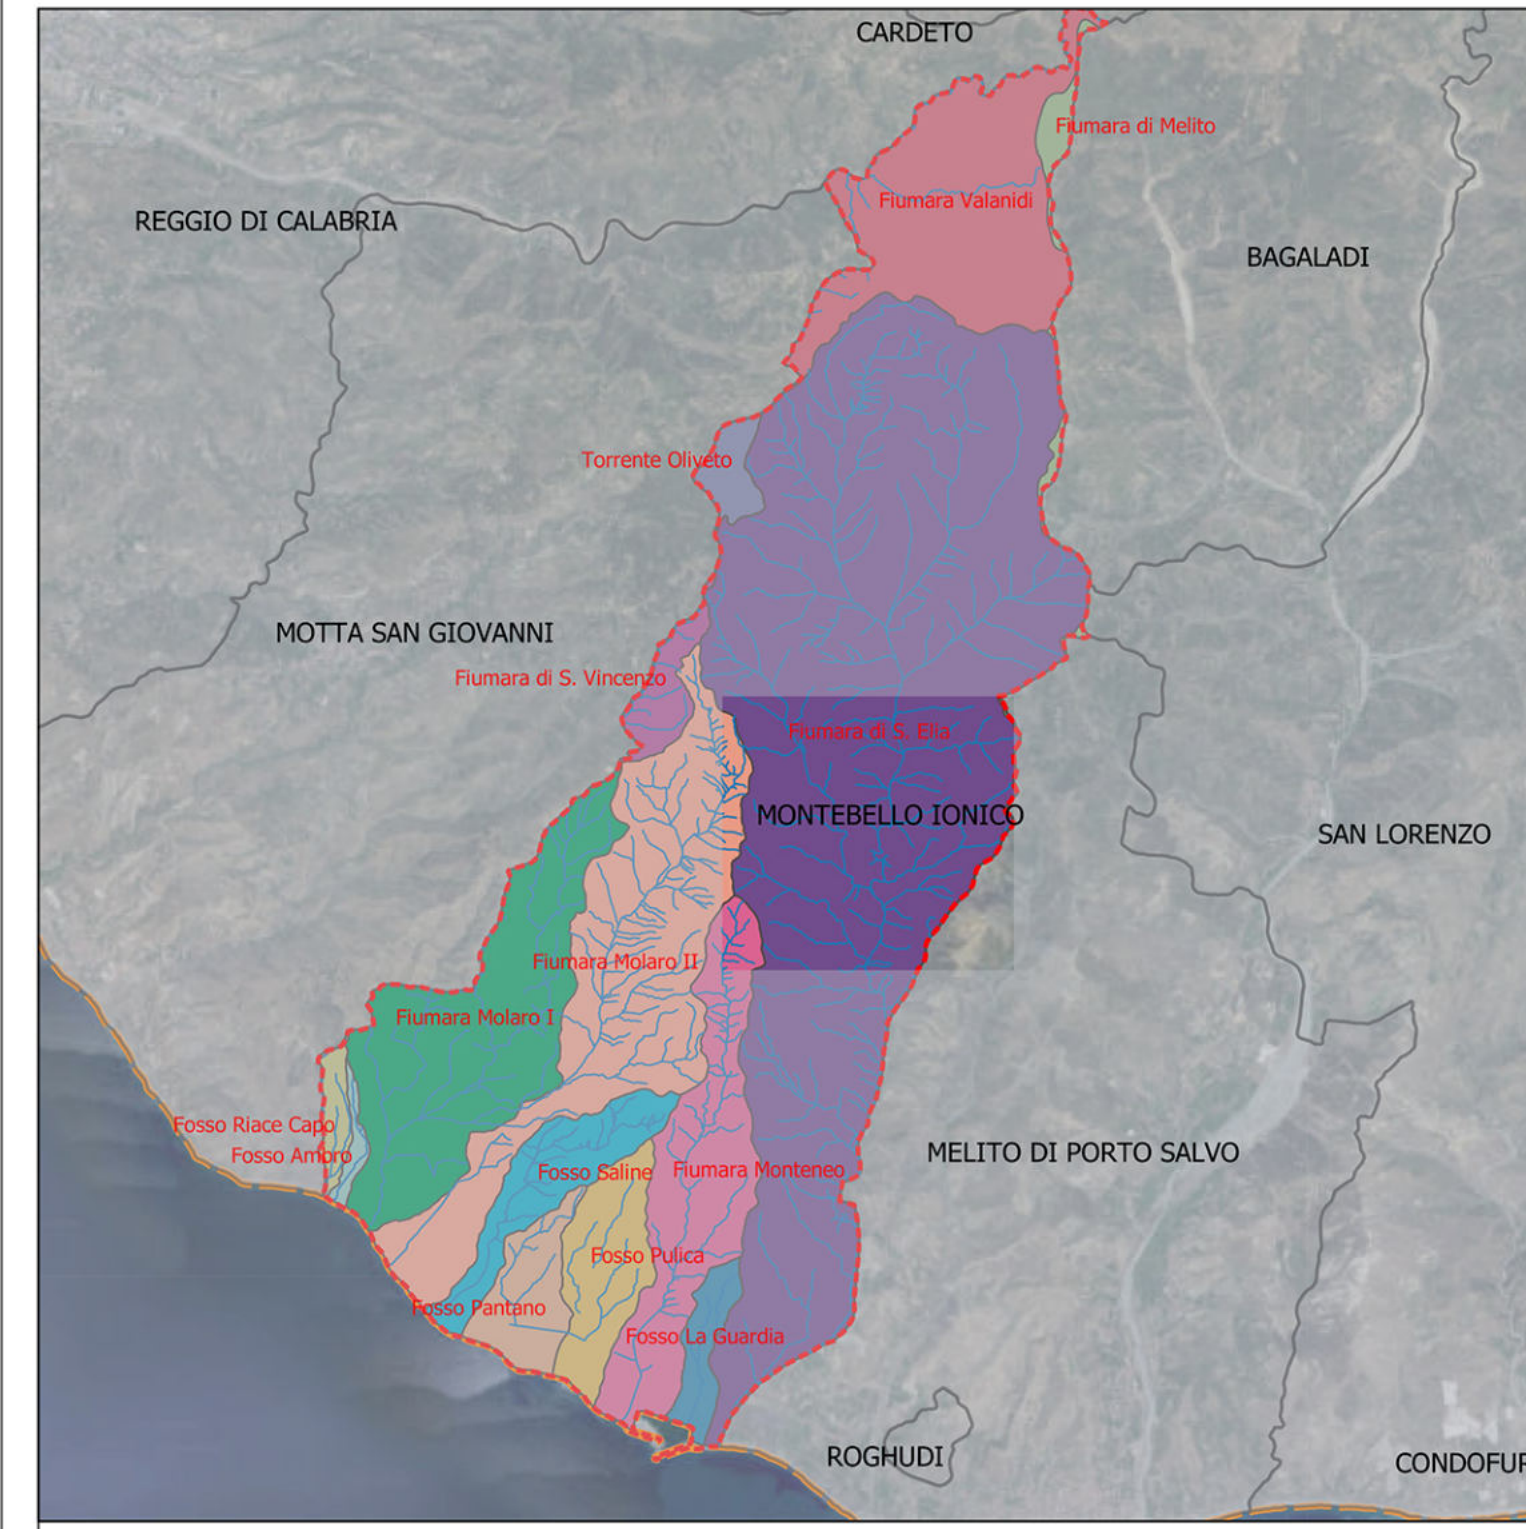 CARDETO
Fiumara di Melito
Fiumara Valanidi
REGGIO DI CALABRIA
BAGALADI
Torrente Oliveto
MOTTA SAN GIOVANNI
Fiumara di S. Vincenzo
Fiumara di S. Elia
MONTEBELLO IONICO
SAN LORENZO
Fiumara Molaro II
Fiumara Molaro I
Fosso Riace Capo
Fosso Ambro
MELITO DI PORTO SALVO
Fosso Saline
Fiumara Monteneo
Fosso Pulica
Fosso Pantano
Fosso La Guardia
ROGHUDI
CONDOFUR